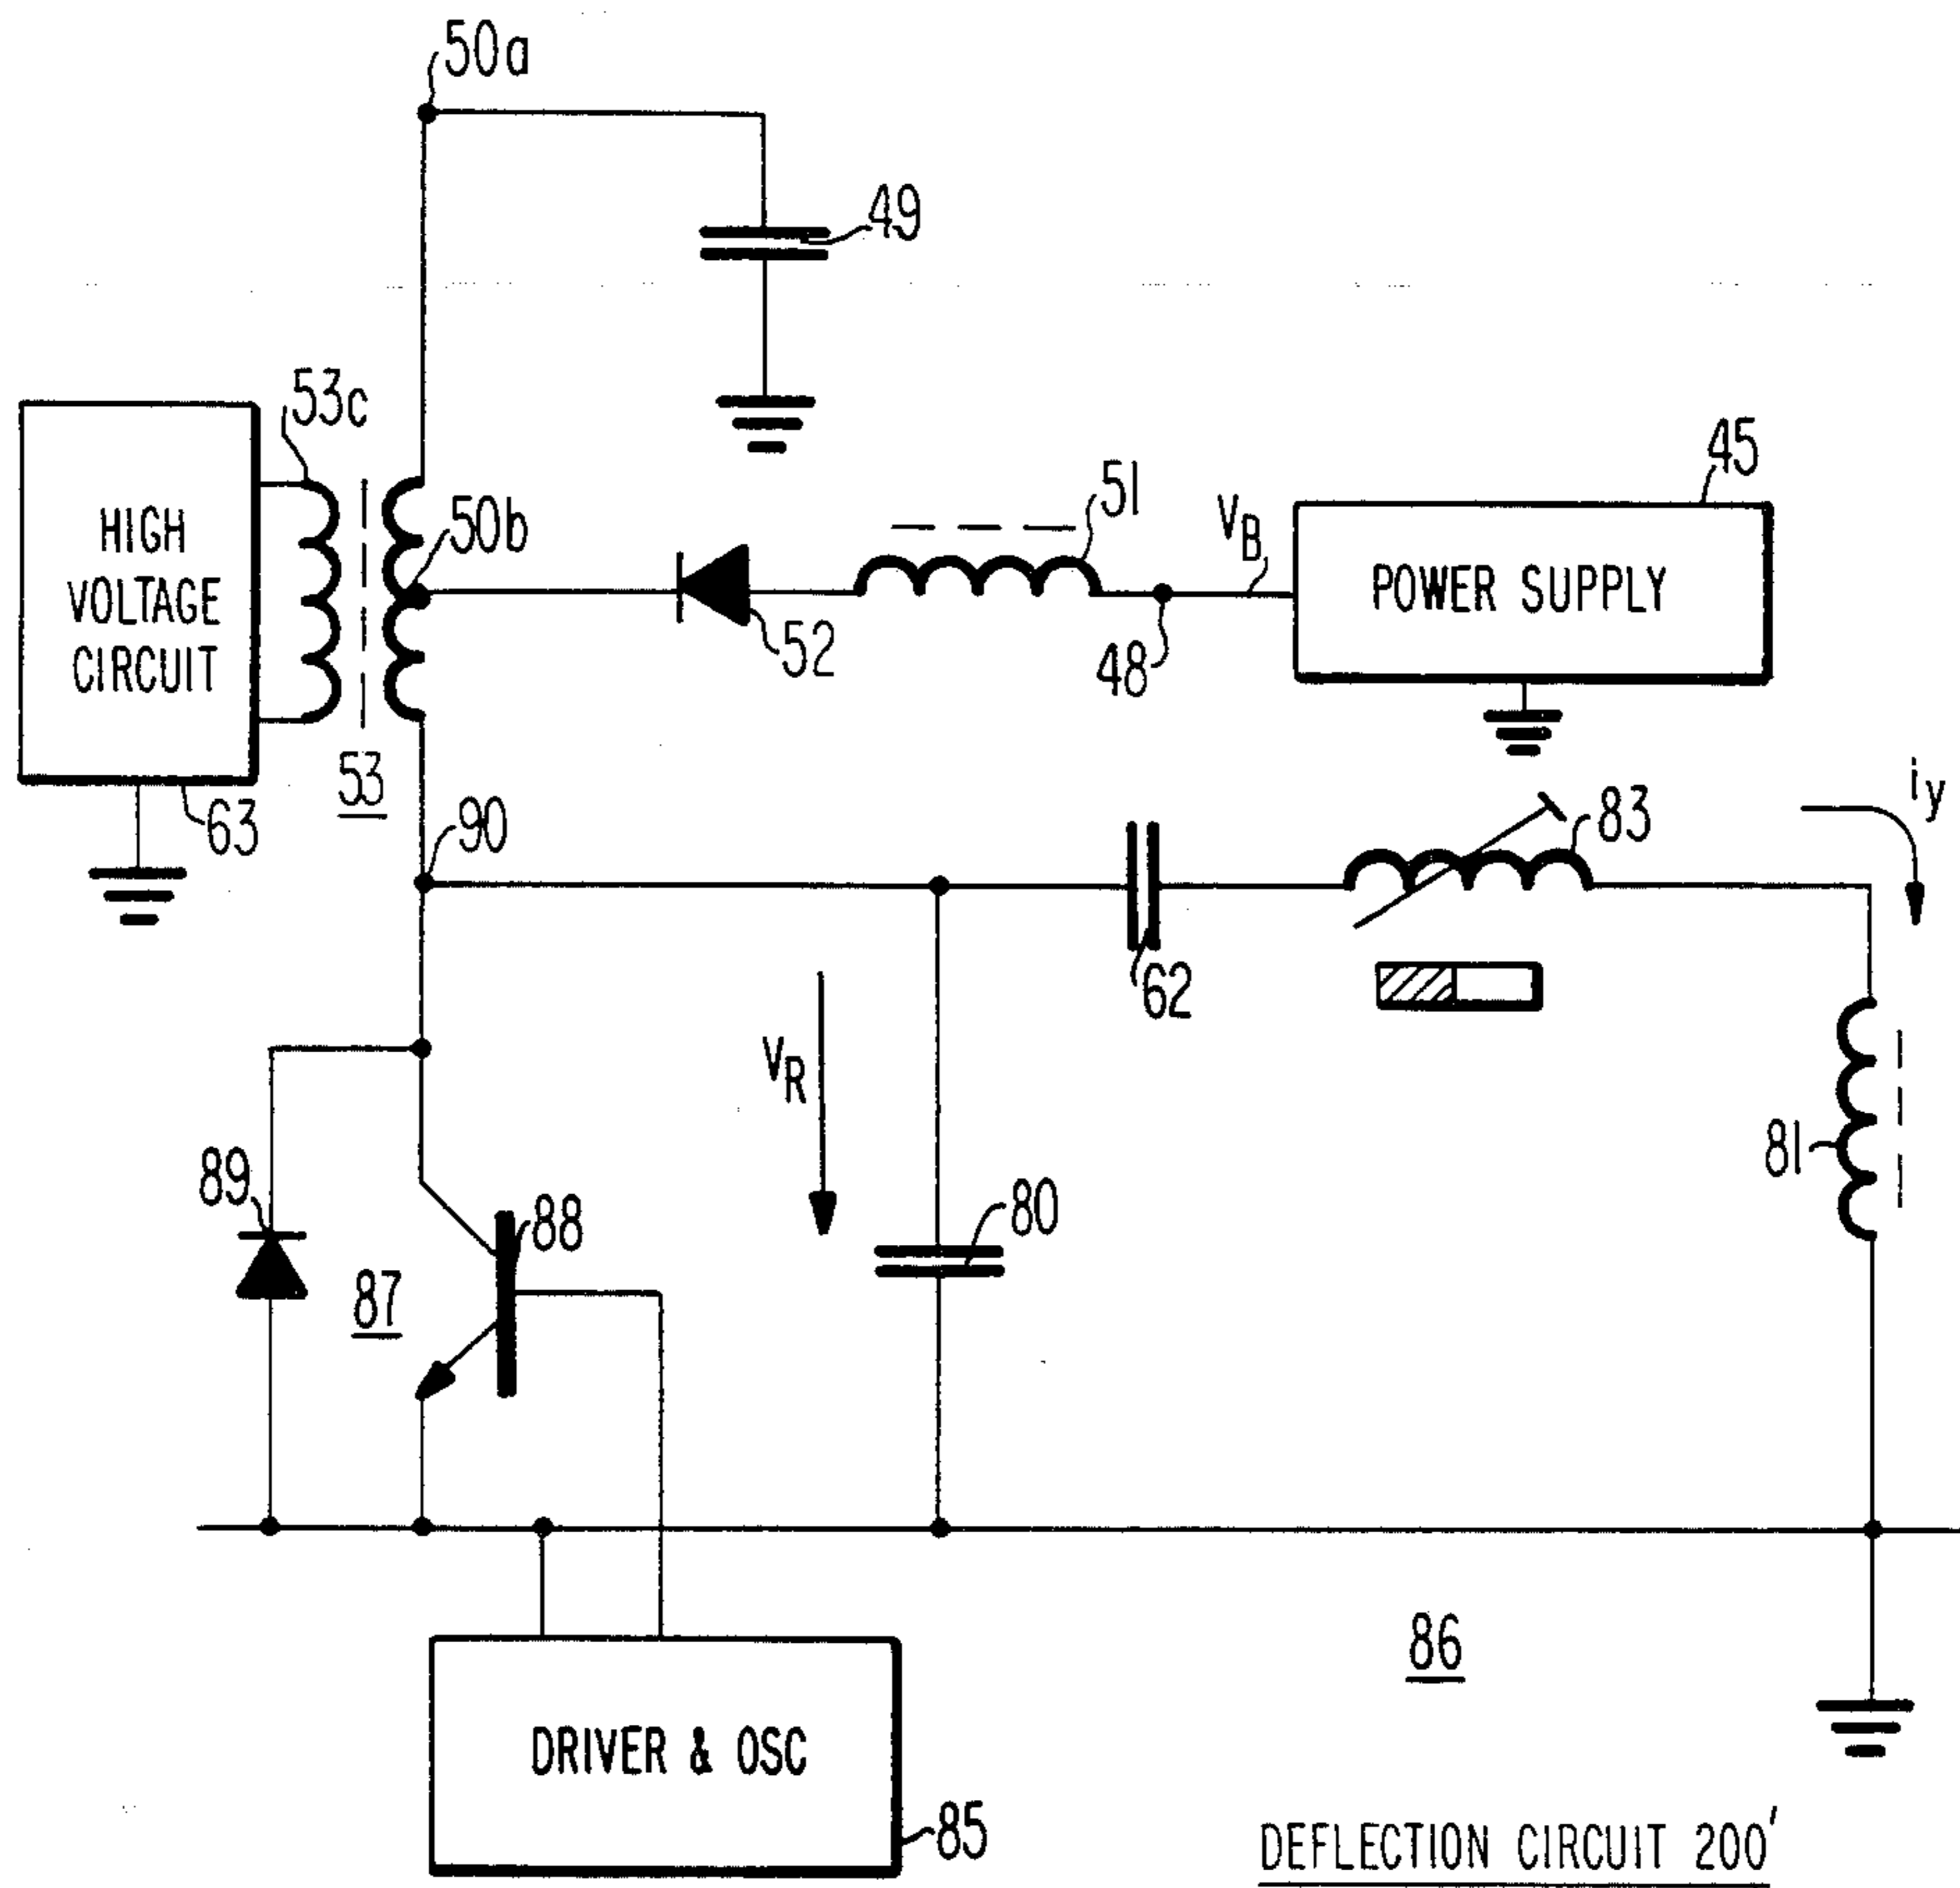 50a
49
53c
HIGH
VOLTAGE
CIRCUIT
50b
52
51
48
VB
45
POWER SUPPLY
53
63
90
62
83
iy
VR
81
89
87
88
80
86
DRIVER & OSC
85
DEFLECTION CIRCUIT 200'